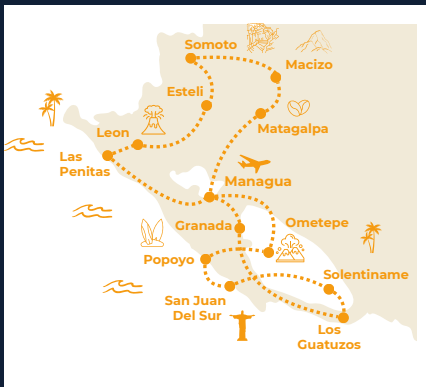 Somoto
Macizo
Esteli
Matagalpa
Leon
Las
Penitas
Managua
Granada
Ometepe
Popoyo
Solentiname
San Juan
Del Sur
Los
Guatuzos